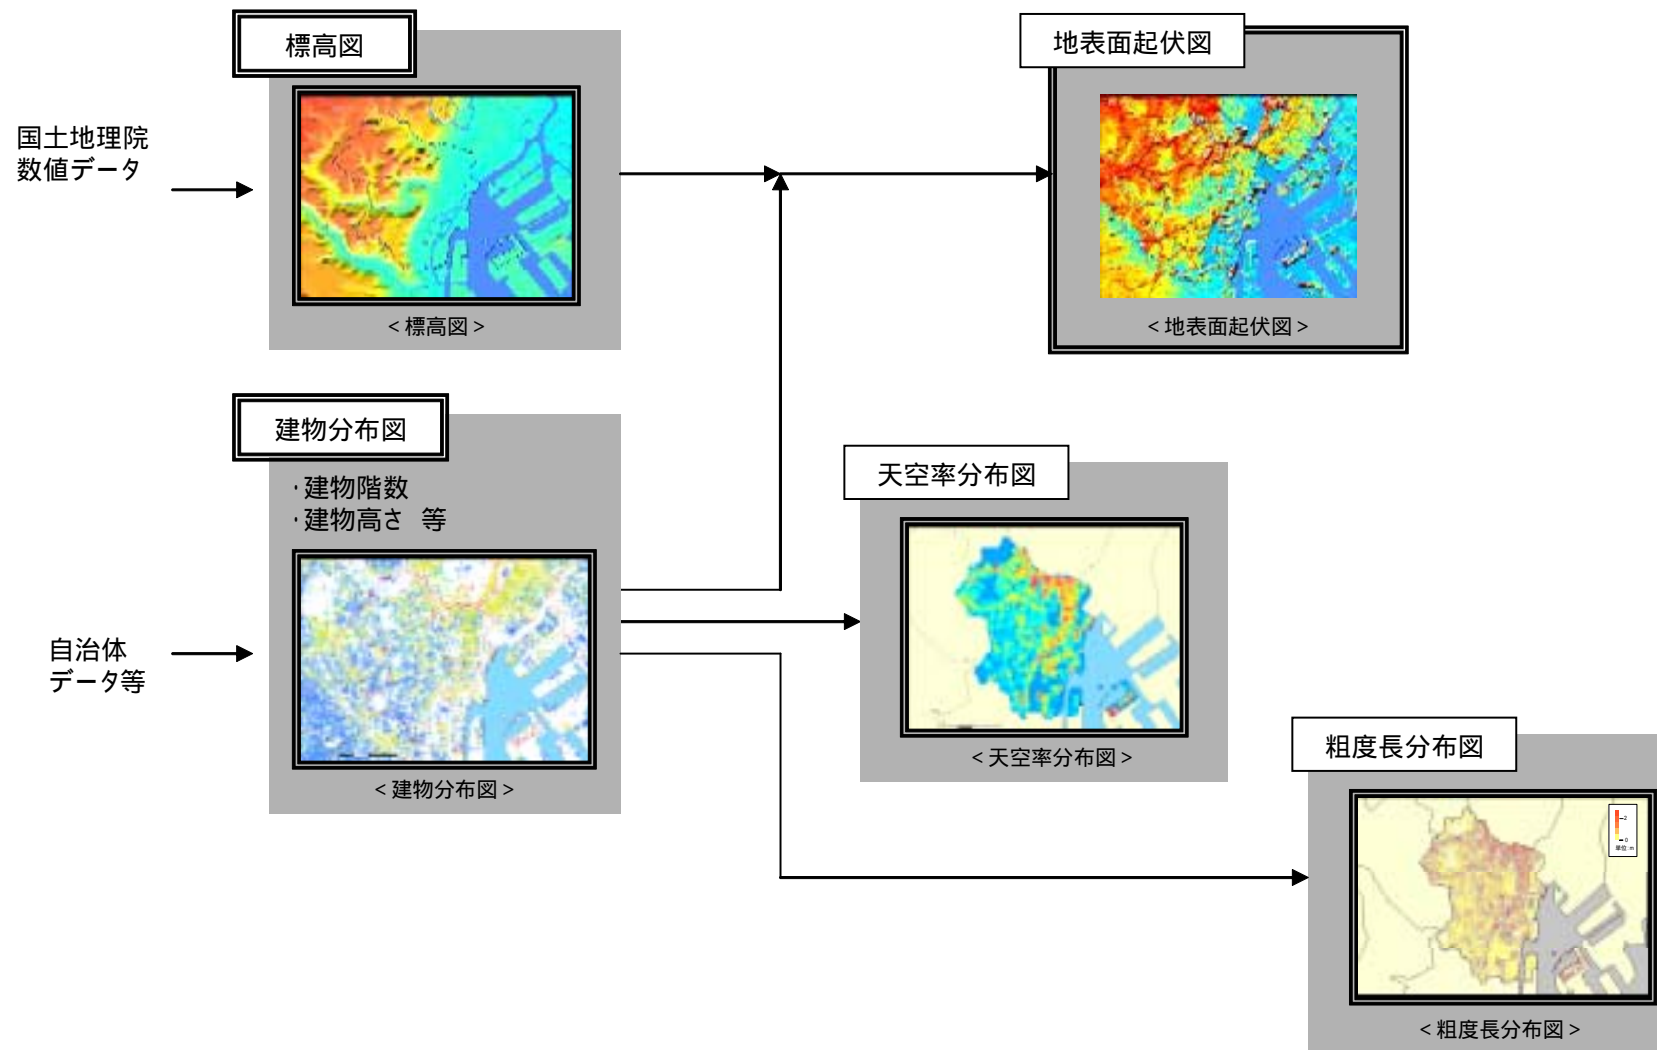 標高図
国土地理院
数値データ
<標高図>
地表面起伏図
<地表面起伏図>
建物分布図
・建物階数
・建物高さ 等
自治体
データ等
<建物分布図>
天空率分布図
<天空率分布図>
粗度長分布図
2
0
単位:m
<粗度長分布図>